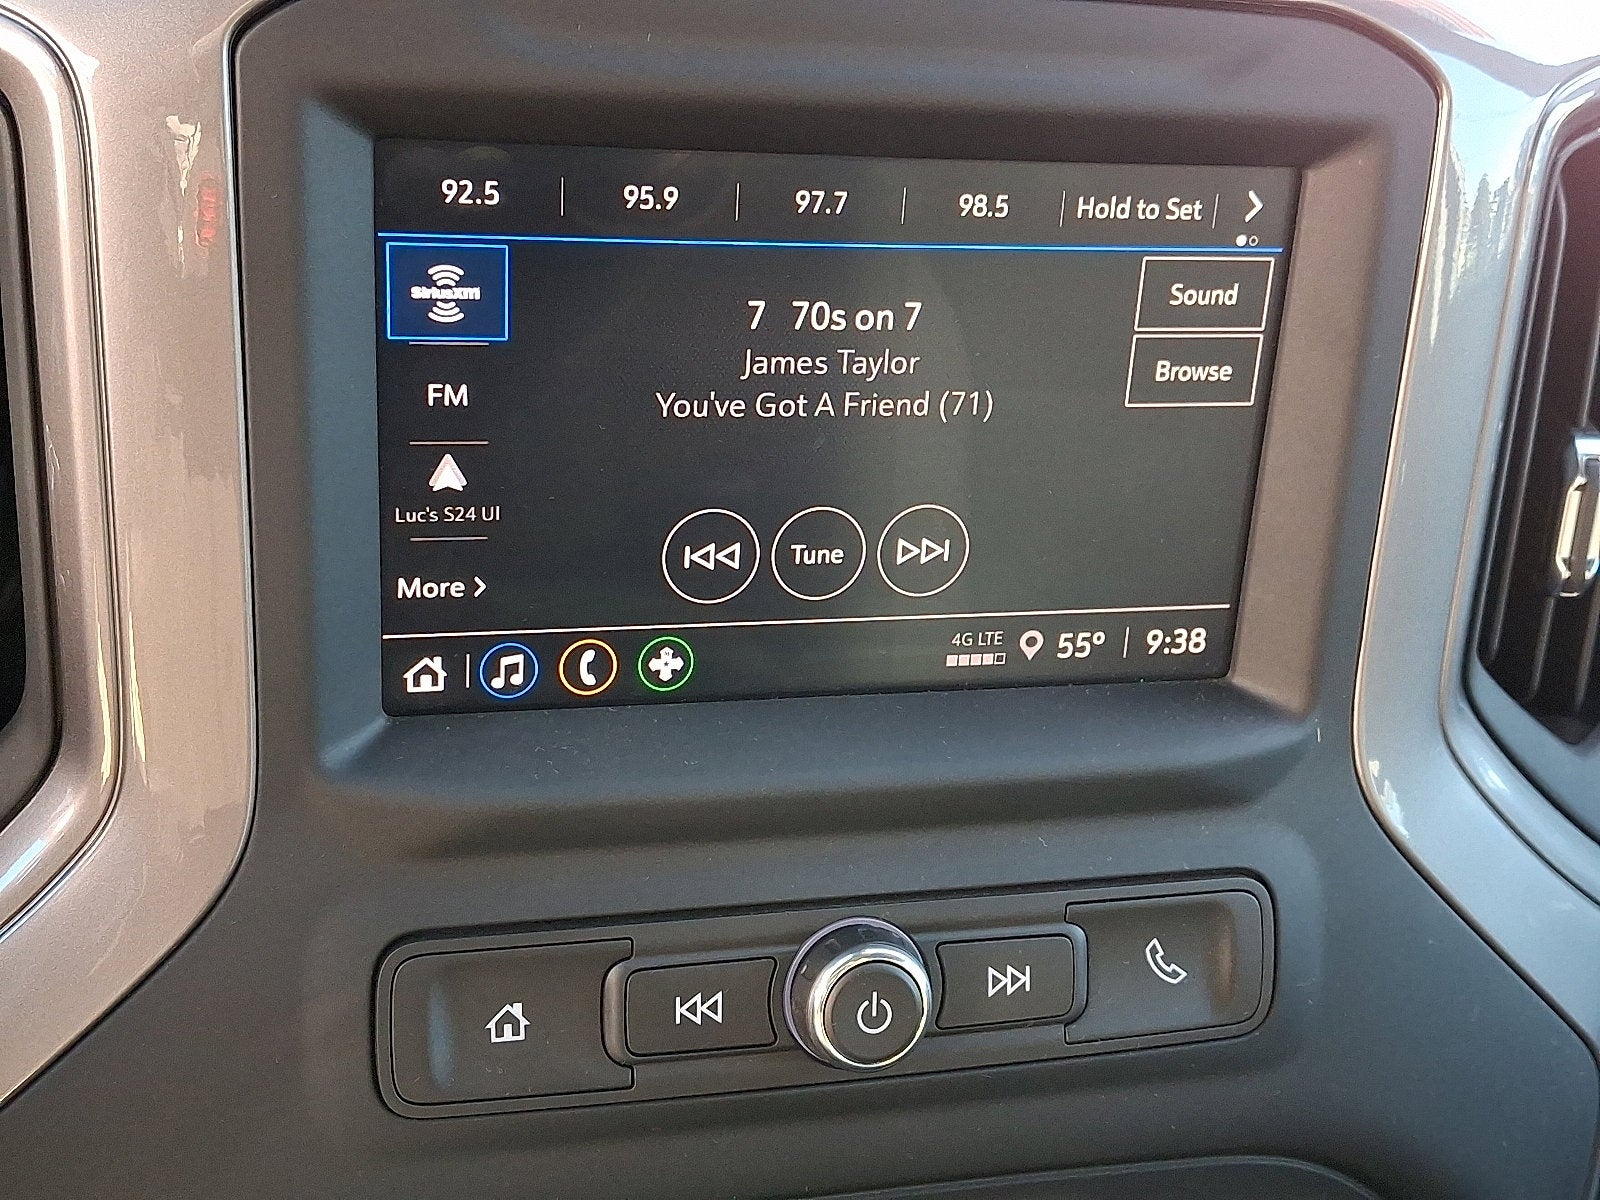 92.5 95.9 97.7 98.5 Hold to Set
SiriusXM
7 70s on 7
James Taylor
You've Got A Friend (71)
Sound
Browse
FM
Luc's S24 Ul
More
Tune
4G LTE
55° 9:38